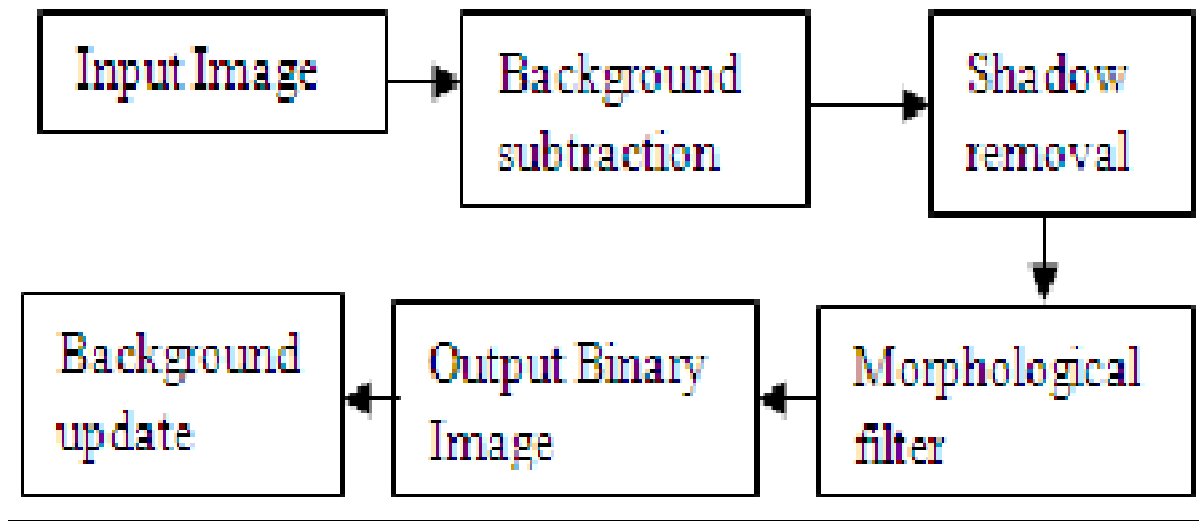 Input Image
Background
subtraction
Shadow
removal
Morphological
filter
Output Binary
Image
Background
update